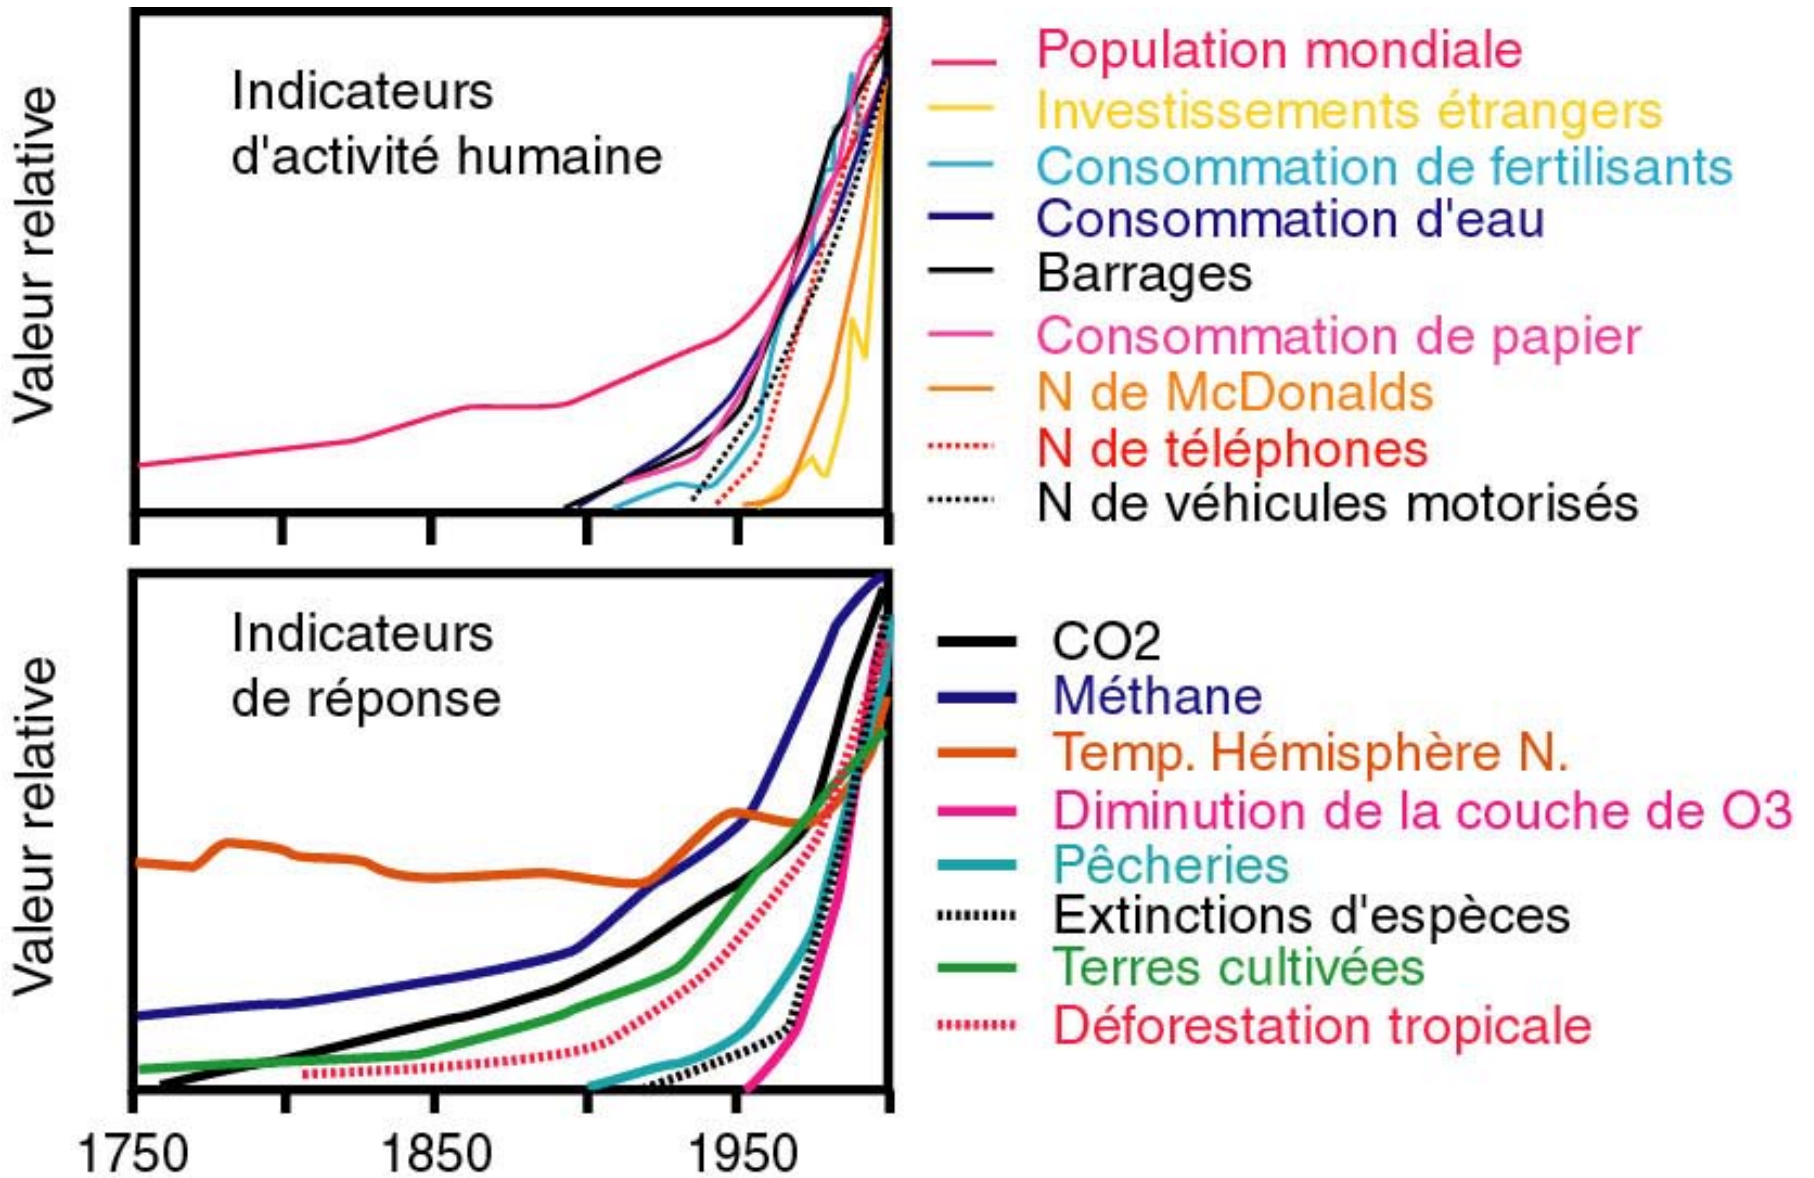 Valeur relative
Indicateurs
d'activité humaine
Population mondiale
Investissements étrangers
Consommation de fertilisants
Consommation d'eau
Barrages
Consommation de papier
N de McDonalds
N de téléphones
N de véhicules motorisés
Valeur relative
Indicateurs
de réponse
CO2
Méthane
Temp. Hémisphère N.
Diminution de la couche de O3
Pêcheries
Extinctions d'espèces
Terres cultivées
Déforestation tropicale
1750 1850 1950